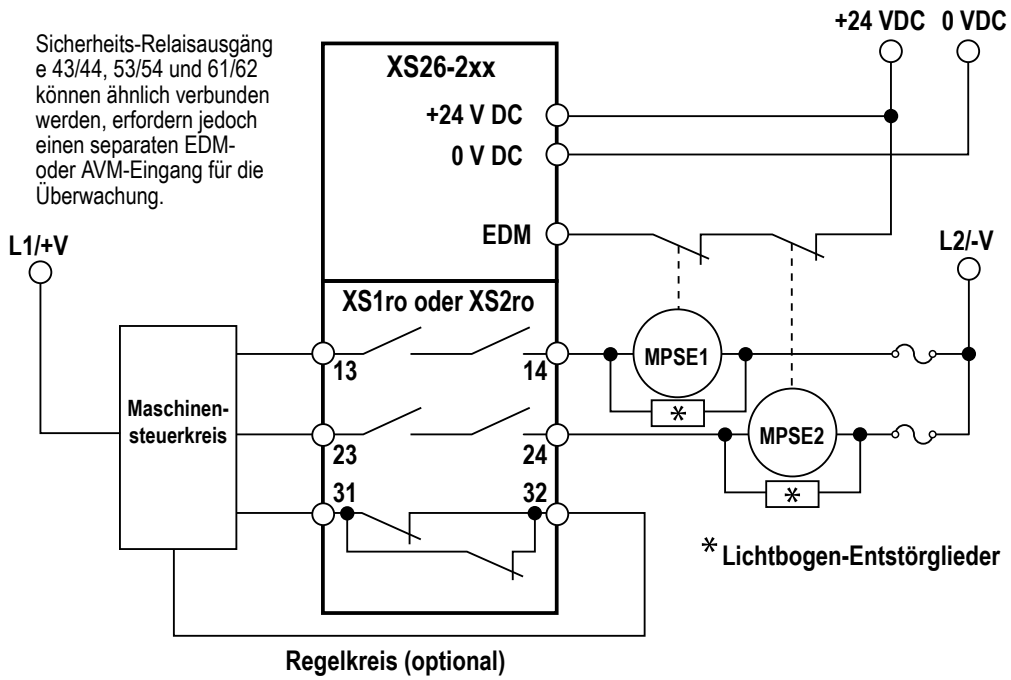 +24 VDC 0 VDC
Sicherheits-Relaisausgäng
e 43/44, 53/54 und 61/62
können ähnlich verbunden
werden, erfordern jedoch
einen separaten EDM-
oder AVM-Eingang für die
Überwachung.
XS26-2xx
+24 V DC
0 V DC
EDM
L1/+V
L2/-V
XS1ro oder XS2ro
13
14
MPSE1
*
Maschinen-
steuerkreis
23
24
MPSE2
*
31
32
* Lichtbogen-Entstörglieder
Regelkreis (optional)